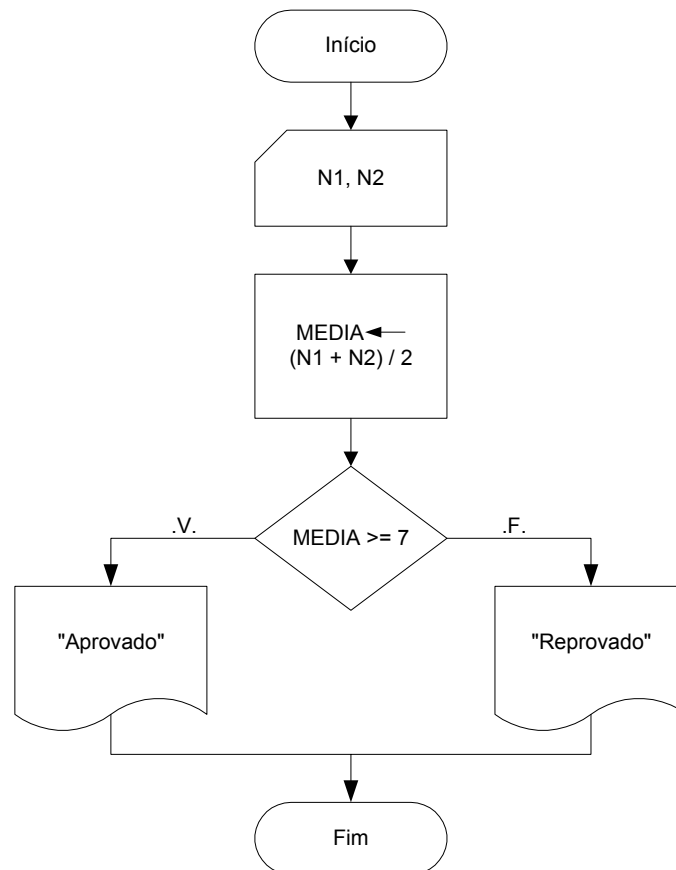 Início
N1, N2
MEDIA
(N1 + N2) / 2
MEDIA >= 7
.V.
.F.
"Aprovado"
"Reprovado"
Fim